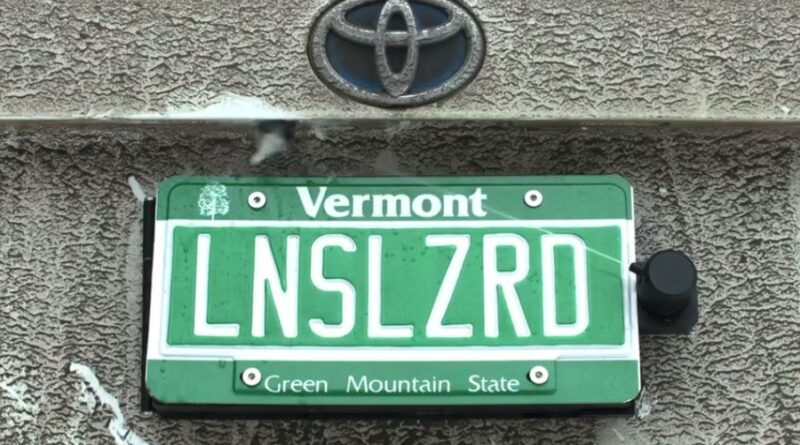 Vermont
LNSLZRD
Green Mountain State